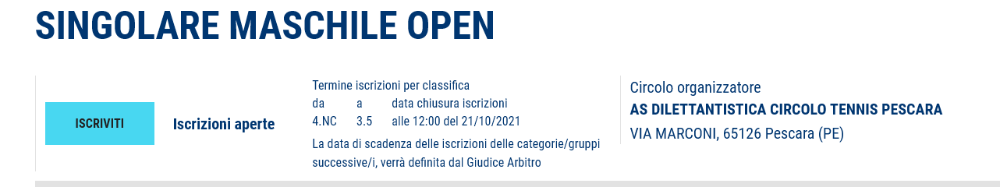 SINGOLARE MASCHILE OPEN
ISCRIVITI
Iscrizioni aperte
Termine iscrizioni per classifica
da a data chiusura iscrizioni
4.NC 3.5 alle 12:00 del 21/10/2021
La data di scadenza delle iscrizioni delle categorie/gruppi
successive/i, verrà definita dal Giudice Arbitro
Circolo organizzatore
AS DILETTANTISTICA CIRCOLO TENNIS PESCARA
VIA MARCONI, 65126 Pescara (PE)